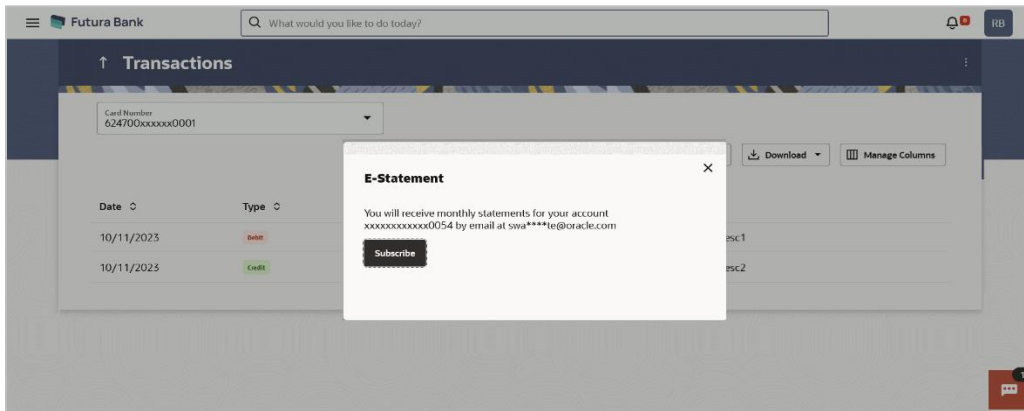 Futura Bank
What would you like to do today?
RB
Transactions
Card Number
624700xxxxxx0001
Download
Manage Columns
E-Statement
You will receive monthly statements for your account
xxxxxxxxxxxx0054 by email at swa****te@oracle.com
Subscribe
Date
Type
10/11/2023
Debit
esc1
10/11/2023
Credit
esc2